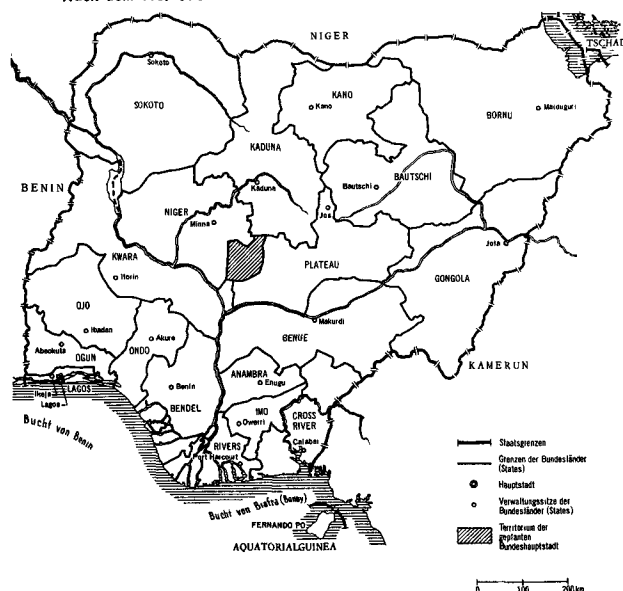 NIGER
TSCHAD
Sokoto
SOKOTO
KANO
Kano
BORNU
Maiduguri
KADUNA
Kaduna
BAUTSCHI
Bautschi
BENIN
NIGER
Minna
Jos
KWARA
Ilorin
PLATEAU
Jola
GONGOLA
OJO
Ibadan
Makurdi
BENUE
Abeokuta
OGUN
ONDO
Akure
KAMERUN
ANAMBRA
Enugu
Benin
BENDEL
Ikeja
LAGOS
Lagos
IMO
Owerri
CROSS
RIVER
Calabar
RIVERS
Port Harcourt
Bucht von Benin
Bucht von Biafra (Bonny)
FERNANDO PO
AQUATORIALGUINEA
Staatsgrenzen
Grenzen der Bundesländer
(States)
Hauptstadt
Verwaltungssitze der
Bundesländer (States)
Territorium der
geplanten
Bundeshauptstadt
0 100 200 km